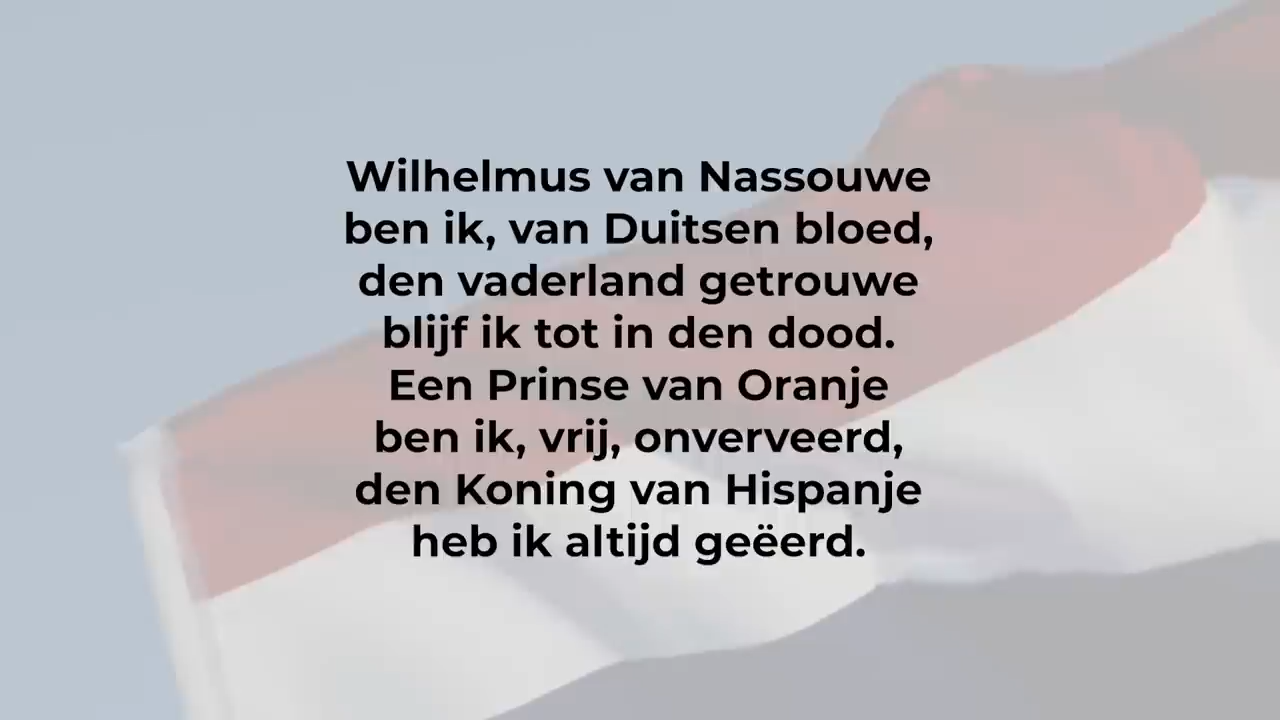 Wilhelmus van Nassouwe
ben ik, van Duitsen bloed,
den vaderland getrouwe
blijf ik tot in den dood.
Een Prinse van Oranje
ben ik, vrij, onverveerd,
den Koning van Hispanje
heb ik altijd geëerd.